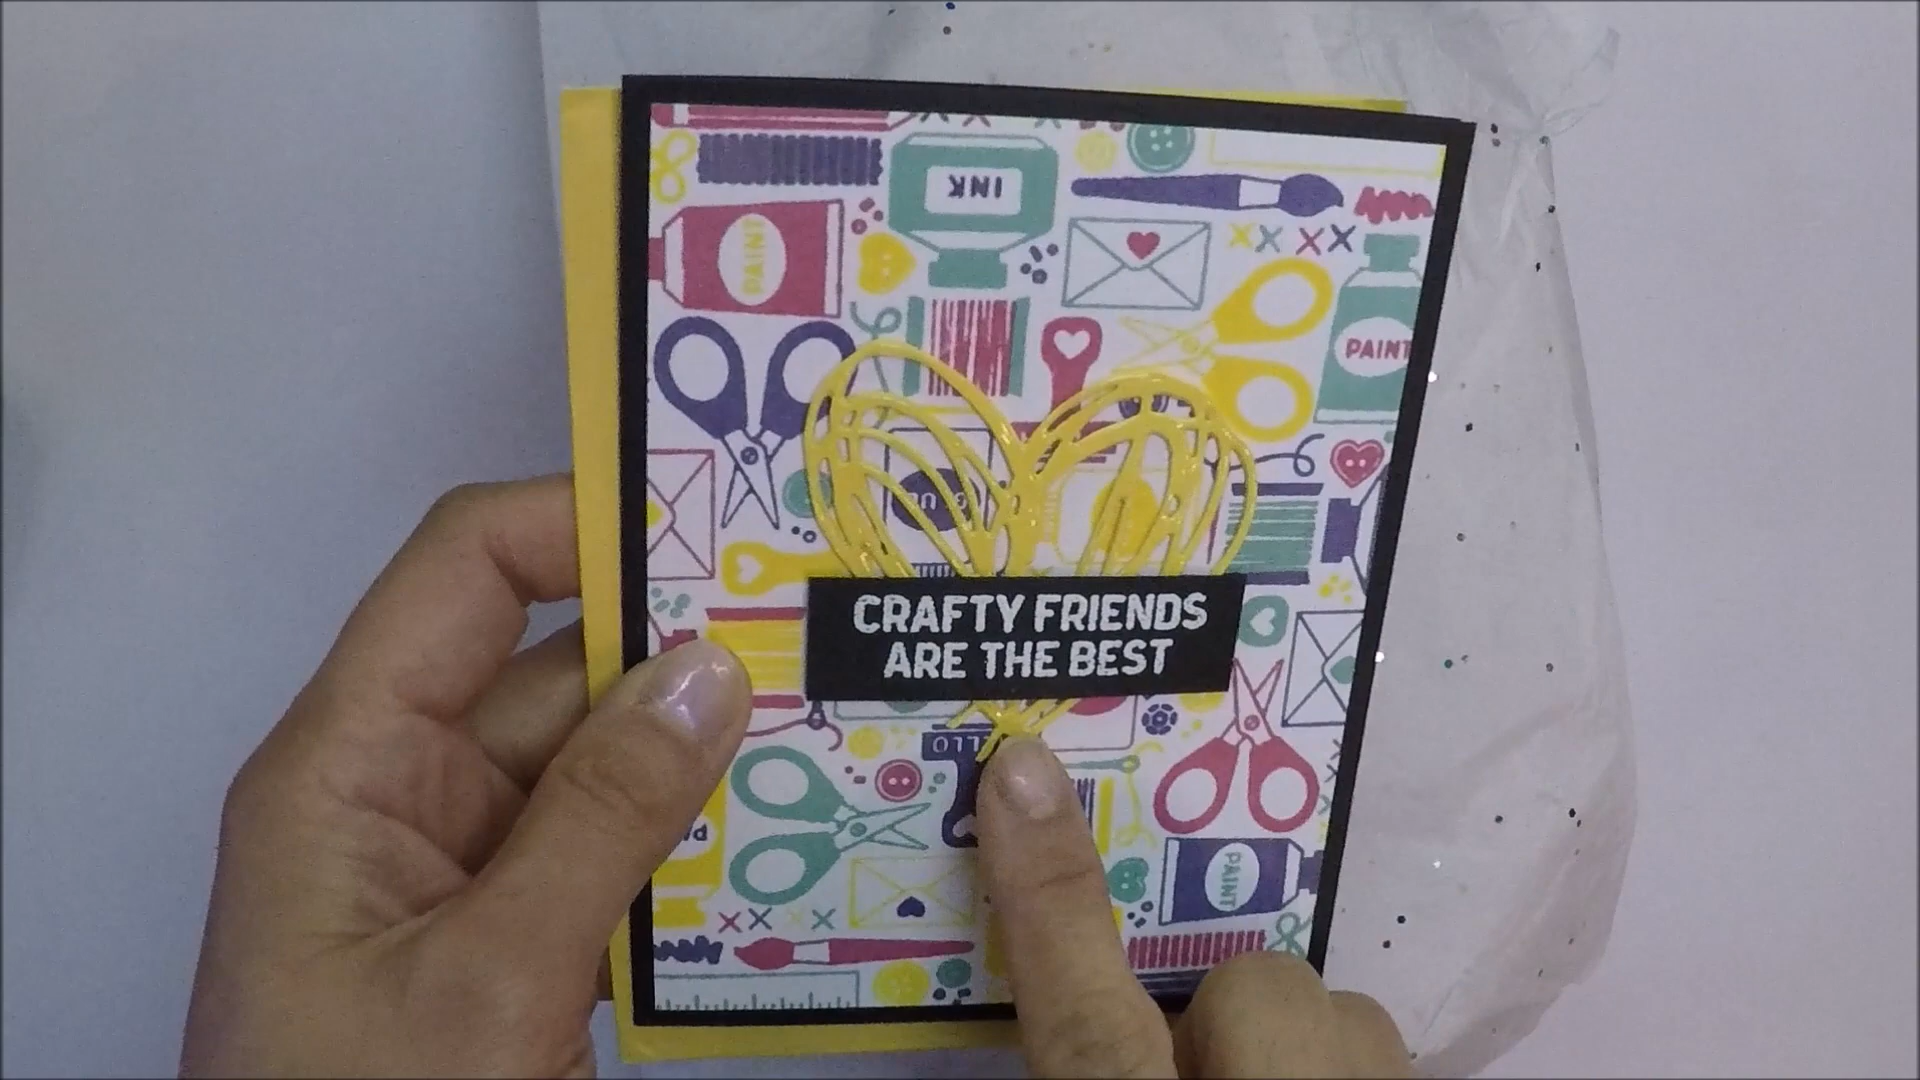 INK
PAINT
PAINT
CRAFTY FRIENDS
ARE THE BEST
PAINT